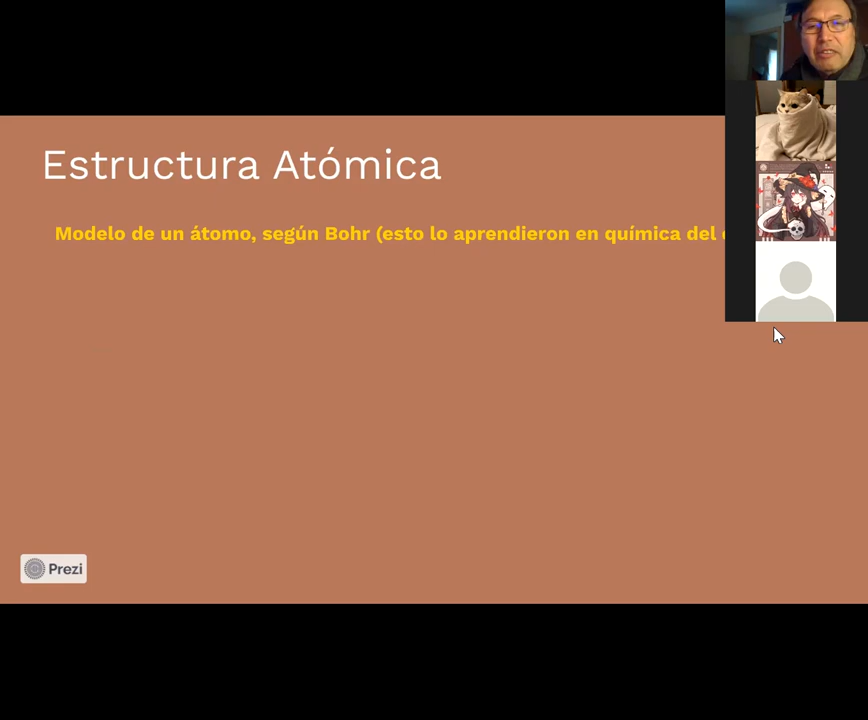 Estructura Atómica
Modelo de un átomo, según Bohr (esto lo aprendieron en química del
Prezi